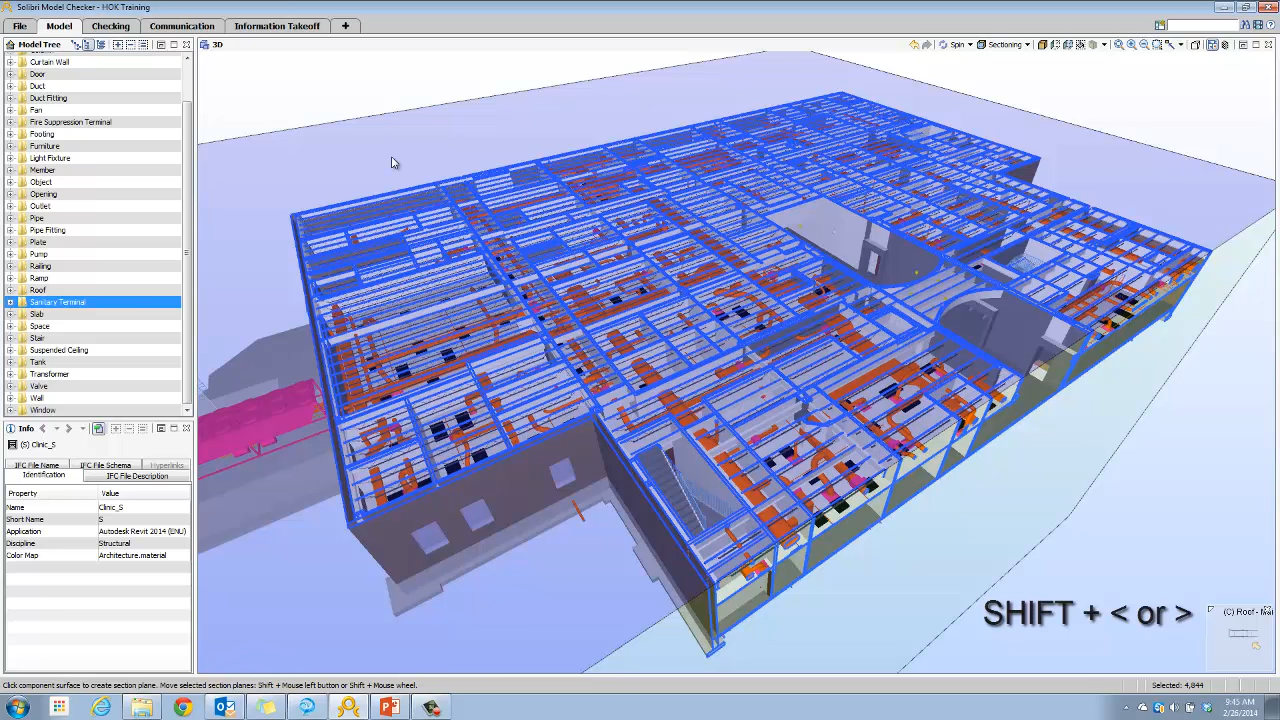 Solibri Model Checker - HOK Training
File Model Checking Communication Information Takeoff +
Model Tree
3D
Spin
Sectioning
Curtain Wall
Door
Duct
Duct Fitting
Fan
Fire Suppression Terminal
Footing
Furniture
Light Fixture
Member
Object
Opening
Outlet
Pipe
Pipe Fitting
Plate
Pump
Railing
Ramp
Roof
Sanitary Terminal
Slab
Space
Stair
Suspended Ceiling
Tank
Transformer
Valve
Wall
Window
Info
(S) Clinic_S
IFC File Name IFC File Schema Hyperlinks
Identification IFC File Description
Property Value
Name Clinic_S
Short Name S
Application Autodesk Revit 2014 (ENU)
Discipline Structural
Color Map Architecture.material
SHIFT + < or >
Click component surface to create section plane. Move selected section planes: Shift + Mouse left button or Shift + Mouse wheel.
Selected: 4,844
9:45 AM
2/26/2014